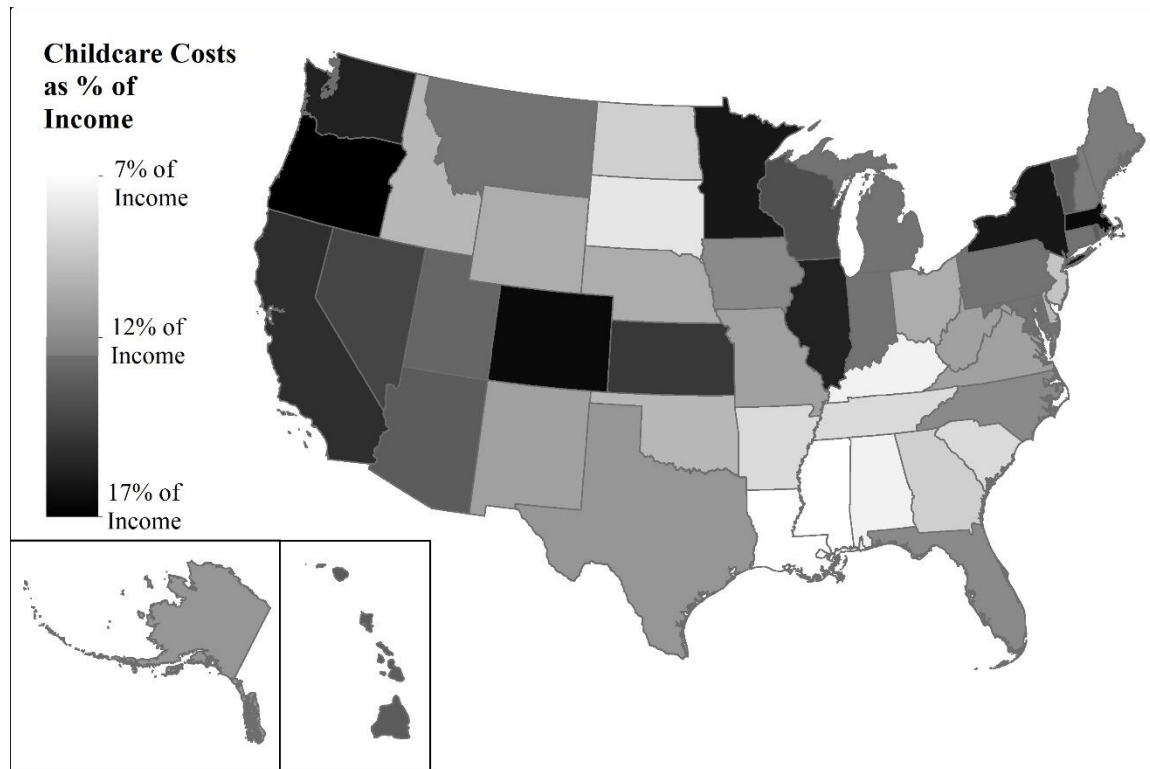 Childcare Costs
as % of
Income
7% of
Income
12% of
Income
17% of
Income